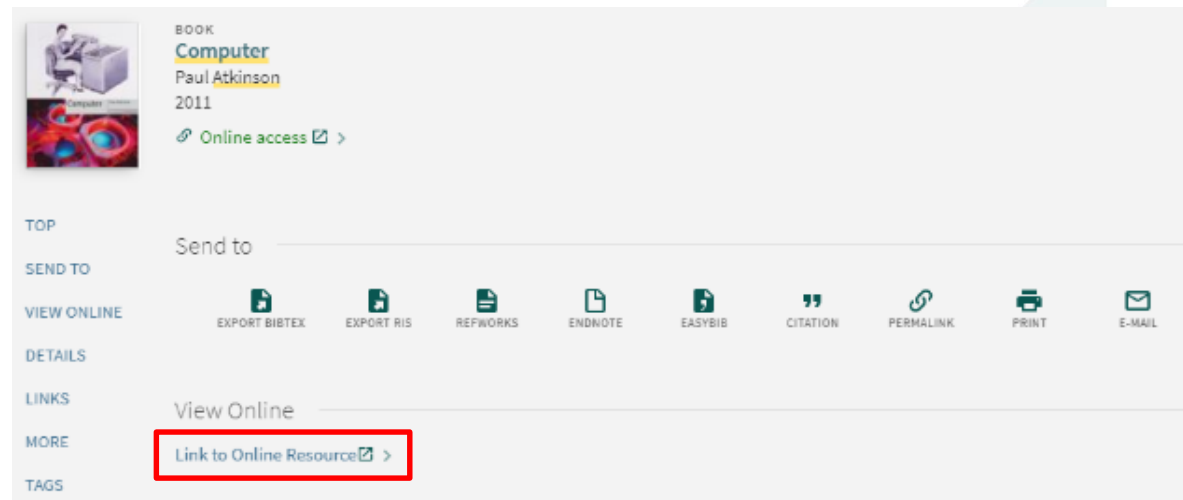 BOOK
Computer
Paul Atkinson
2011
Online access >
Computer
TOP
SEND TO
VIEW ONLINE
DETAILS
LINKS
MORE
TAGS
Send to
EXPORT BIBTEX EXPORT RIS REFWORKS ENDNOTE EASYBIB CITATION PERMALINK PRINT E-MAIL
View Online
Link to Online Resource >